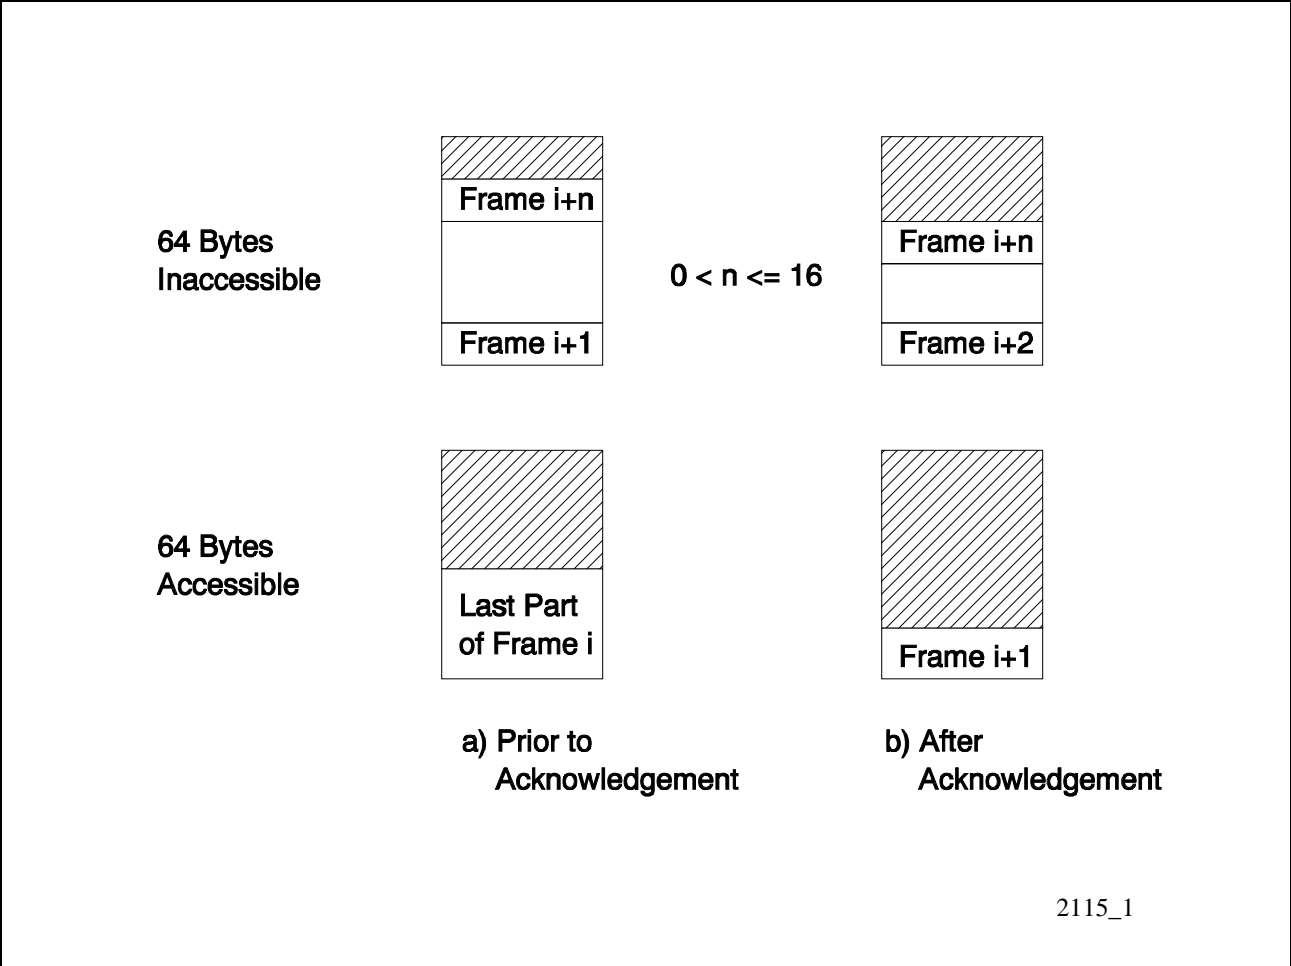 Frame i+n
64 Bytes
Inaccessible
Frame i+1
0 < n <= 16
Frame i+n
Frame i+2
64 Bytes
Accessible
Last Part
of Frame i
Frame i+1
a) Prior to
Acknowledgement
b) After
Acknowledgement
2115_1